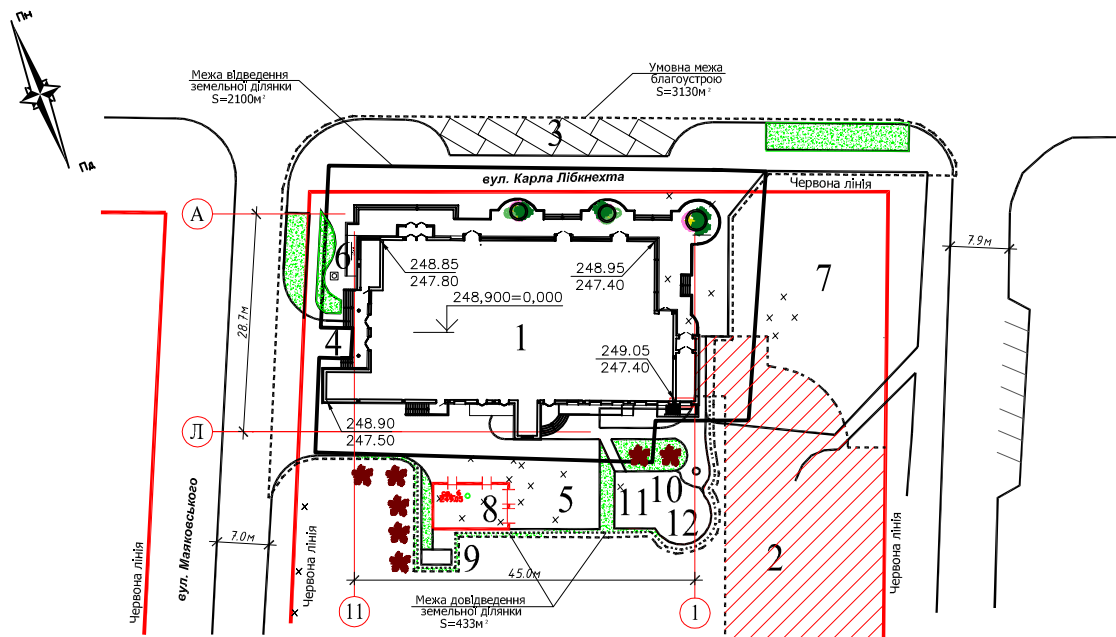 Пн
Пд
Межа відведення
земельної ділянки
S=2100м²
Умовна межа
благоустрою
S=3130м²
3
вул. Карла Лібкнехта
Червона лінія
А
6
248.85
247.80
248.95
247.40
7
7.9м
248,900=0,000
28.7м
4
1
249.05
247.40
Л
248.90
247.50
5
8
11
10
12
9
2
вул. Маяковського
7.0м
Червона лінія
Червона лінія
Червона лінія
45.0м
11
1
Межа довідведення
земельної ділянки
S=433м²